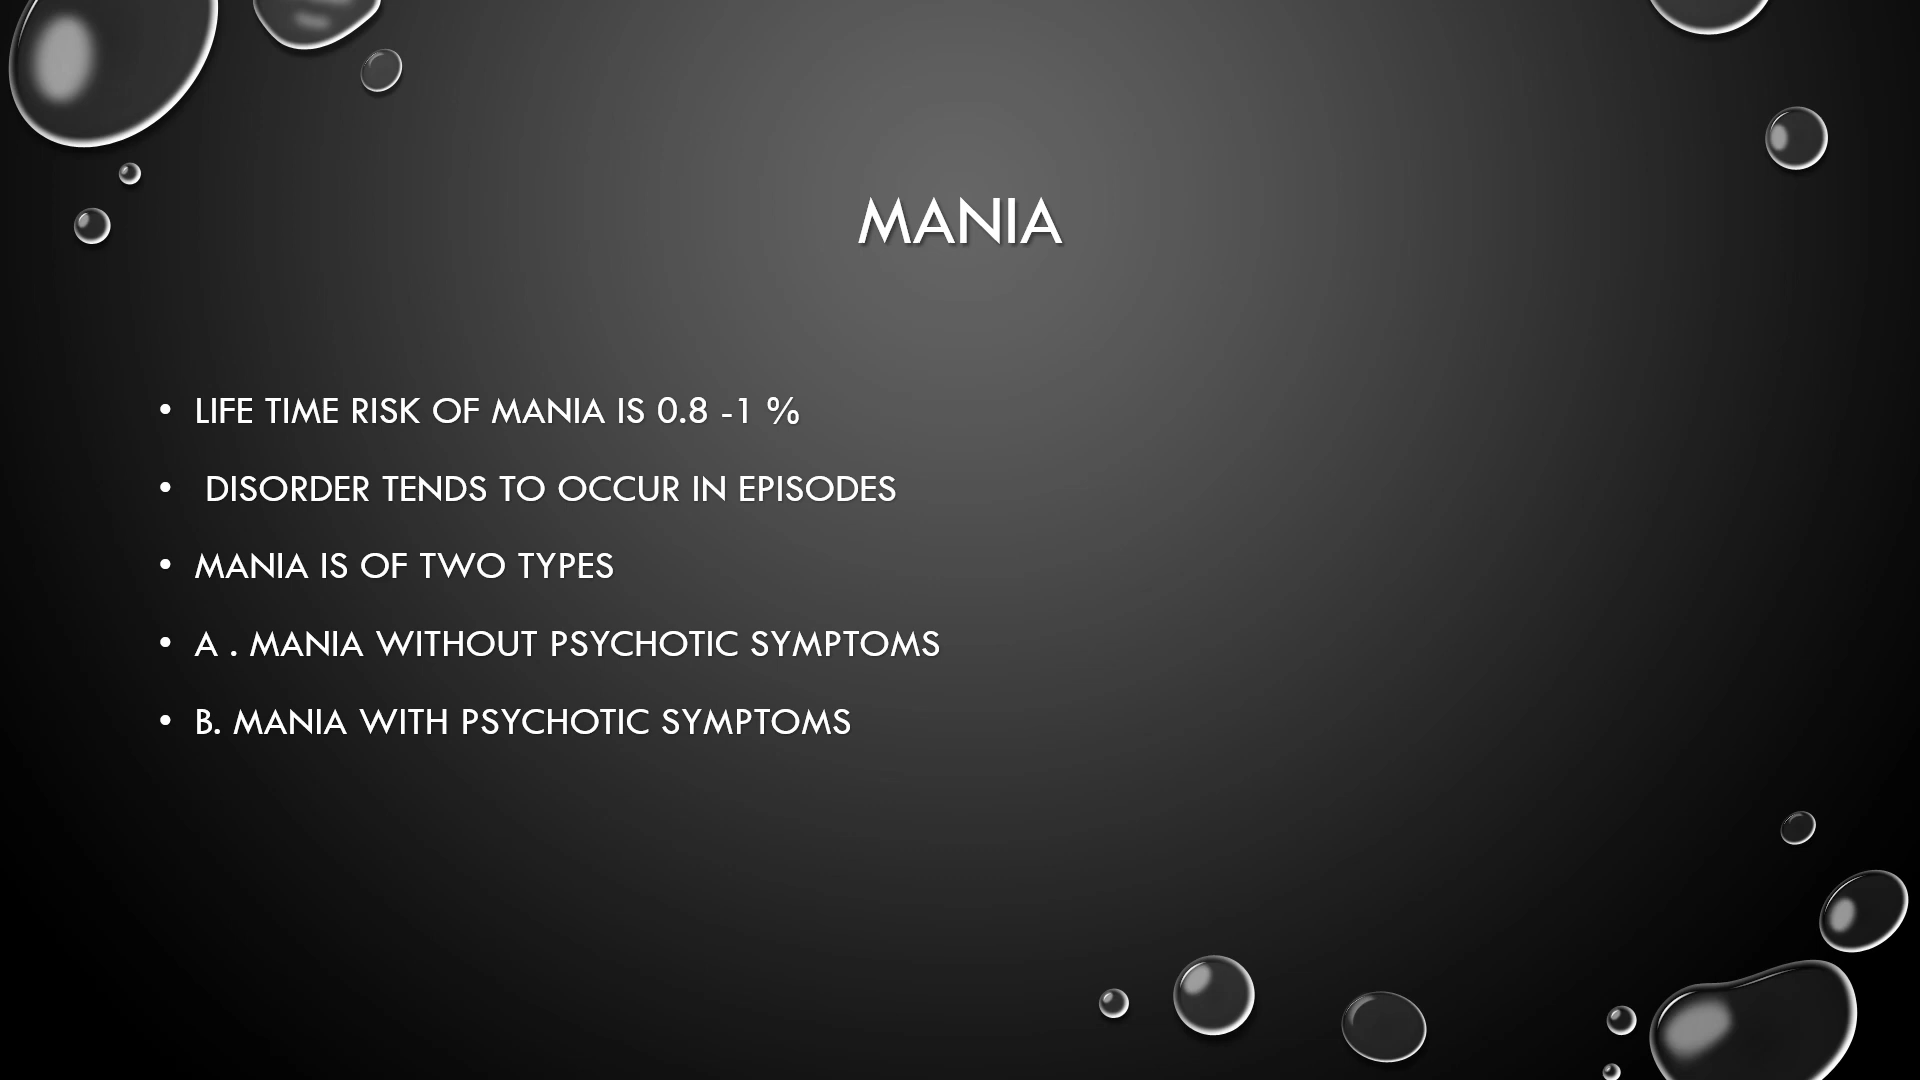 MANIA
• LIFE TIME RISK OF MANIA IS 0.8 -1 %
• DISORDER TENDS TO OCCUR IN EPISODES
• MANIA IS OF TWO TYPES
• A . MANIA WITHOUT PSYCHOTIC SYMPTOMS
• B. MANIA WITH PSYCHOTIC SYMPTOMS